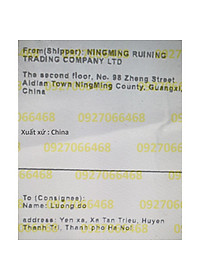 From(Shipper): NINGMING RUINING
TRADING COMPANY LTD
The second floor, No. 98 Zheng Street
Aidian Town NingMing County, Guangxi,
China
0927066468 0927066468
Xuất xứ : China
To (Consignee):
Name: Luong do
address: Yen xa, Xa Tan Trieu, Huyen
Thanh Tri, Thanh pho Ha Noi